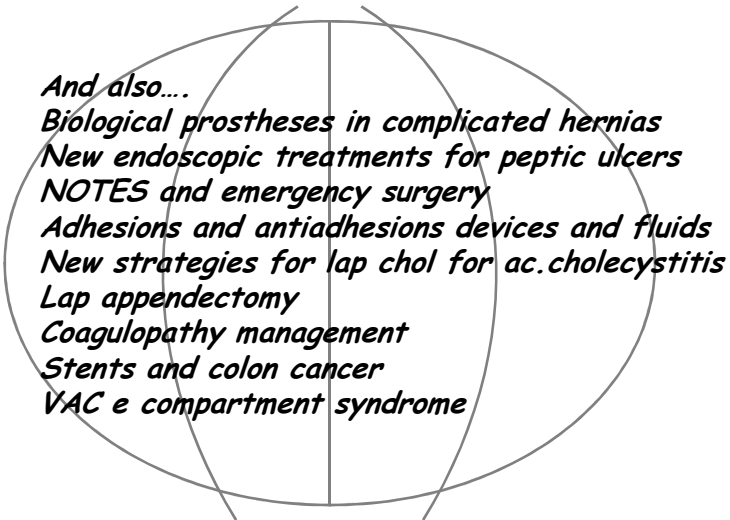 And also....
Biological prostheses in complicated hernias
New endoscopic treatments for peptic ulcers
NOTES and emergency surgery
Adhesions and antiadhesions devices and fluids
New strategies for lap chol for ac.cholecystitis
Lap appendectomy
Coagulopathy management
Stents and colon cancer
VAC e compartment syndrome